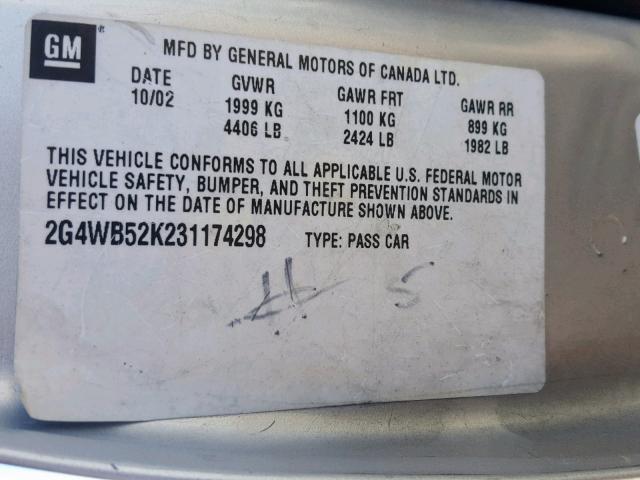 GM
MFD BY GENERAL MOTORS OF CANADA LTD.
DATE GVWR GAWR FRT GAWR RR
10/02 1999 KG 1100 KG 899 KG
4406 LB 2424 LB 1982 LB
THIS VEHICLE CONFORMS TO ALL APPLICABLE U.S. FEDERAL MOTOR
VEHICLE SAFETY, BUMPER, AND THEFT PREVENTION STANDARDS IN
EFFECT ON THE DATE OF MANUFACTURE SHOWN ABOVE.
2G4WB52K231174298 TYPE: PASS CAR